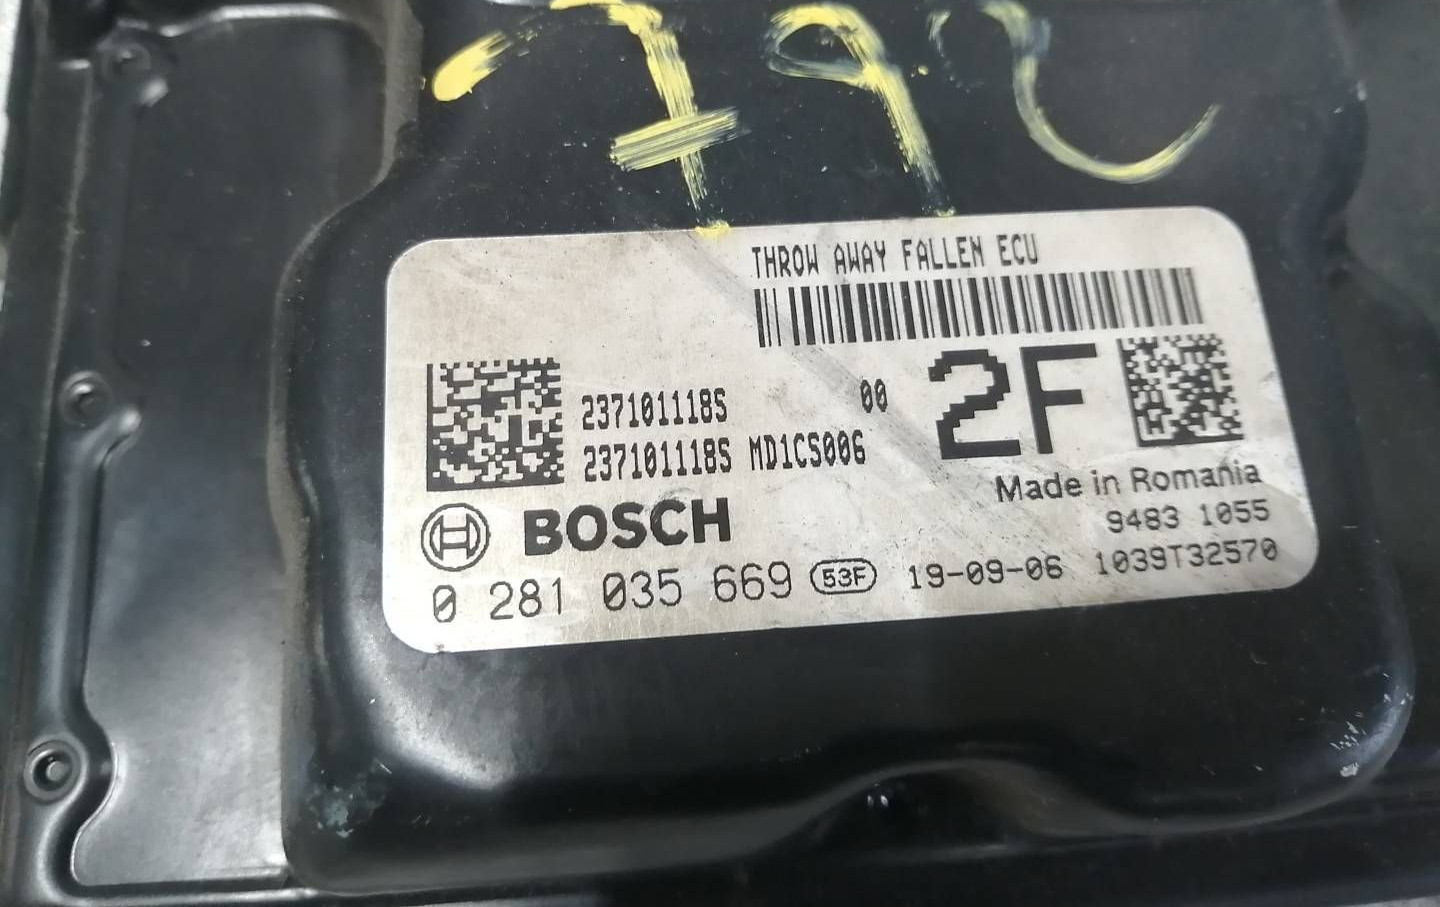 THROW AWAY FALLEN ECU
237101118S 00
237101118S MD1CS006
2F
Made in Romania
BOSCH
9483 1055
0 281 035 669 53F 19-09-06 1039T32570